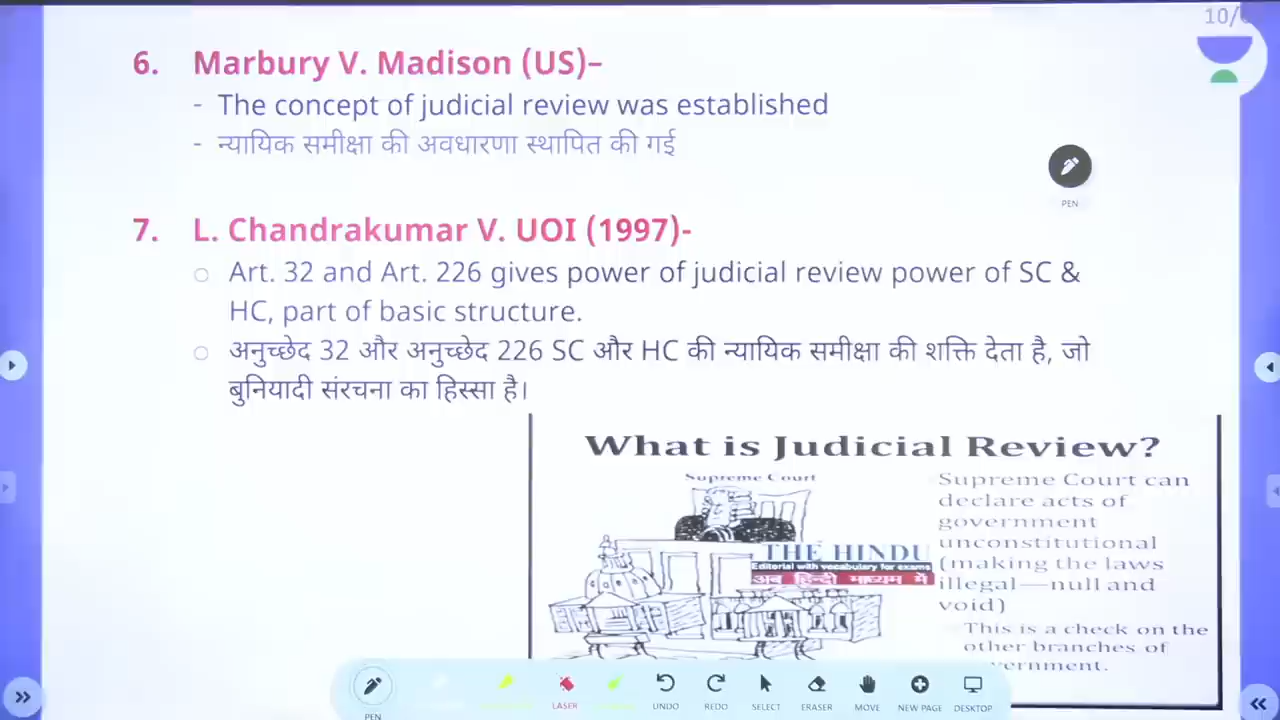 10/
6. Marbury V. Madison (US)–
- The concept of judicial review was established
- न्यायिक समीक्षा की अवधारणा स्थापित की गई
PEN
7. L. Chandrakumar V. UOI (1997)-
○ Art. 32 and Art. 226 gives power of judicial review power of SC &
HC, part of basic structure.
○ अनुच्छेद 32 और अनुच्छेद 226 SC और HC की न्यायिक समीक्षा की शक्ति देता है, जो
बुनियादी संरचना का हिस्सा है।
What is Judicial Review?
Supreme Court
Supreme Court can
declare acts of
government
unconstitutional
(making the laws
illegal—null and
void)
This is a check on the
other branches of
vernment.
THE HINDU
Editorial with vocabulary for exams
अब हिन्दी माध्यम में
PEN
LASER
UNDO
REDO
SELECT
ERASER
MOVE
NEW PAGE
DESKTOP